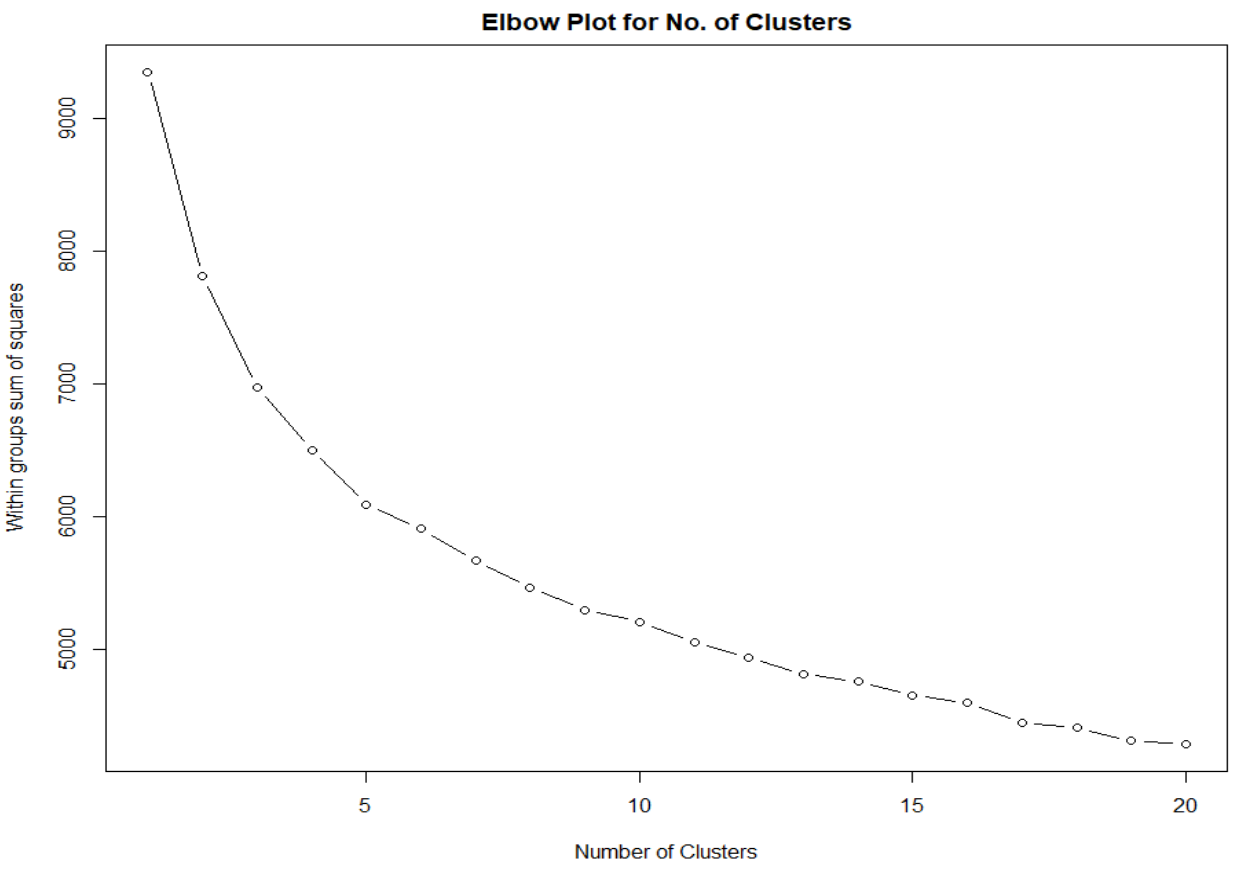 Elbow Plot for No. of Clusters
Within groups sum of squares
9000
8000
7000
6000
5000
5 10 15 20
Number of Clusters